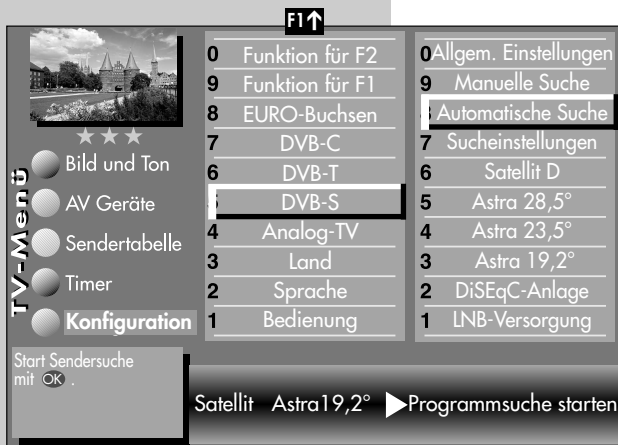 F1↑
TV-Menü
Bild und Ton
AV Geräte
Sendertabelle
Timer
Konfiguration
0 Funktion für F2
9 Funktion für F1
8 EURO-Buchsen
7 DVB-C
6 DVB-T
5 DVB-S
4 Analog-TV
3 Land
2 Sprache
1 Bedienung
0 Allgem. Einstellungen
9 Manuelle Suche
8 Automatische Suche
7 Sucheinstellungen
6 Satellit D
5 Astra 28,5°
4 Astra 23,5°
3 Astra 19,2°
2 DiSEqC-Anlage
1 LNB-Versorgung
Start Sendersuche
mit OK .
Satellit Astra19,2° ▶Programmsuche starten